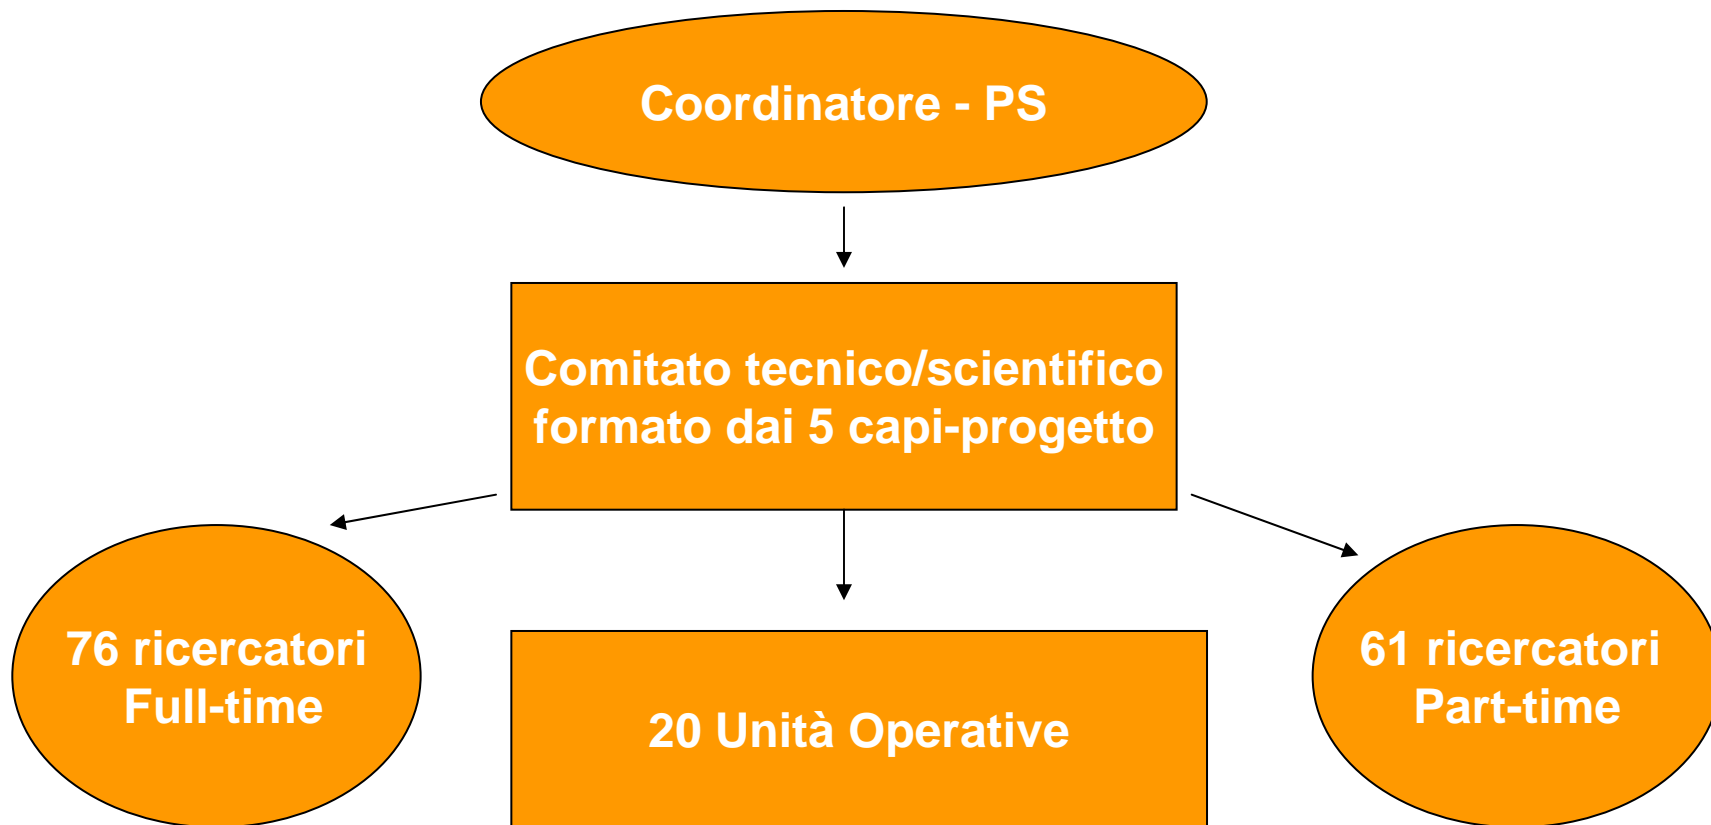 Coordinatore - PS
Comitato tecnico/scientifico
formato dai 5 capi-progetto
76 ricercatori
Full-time
20 Unità Operative
61 ricercatori
Part-time